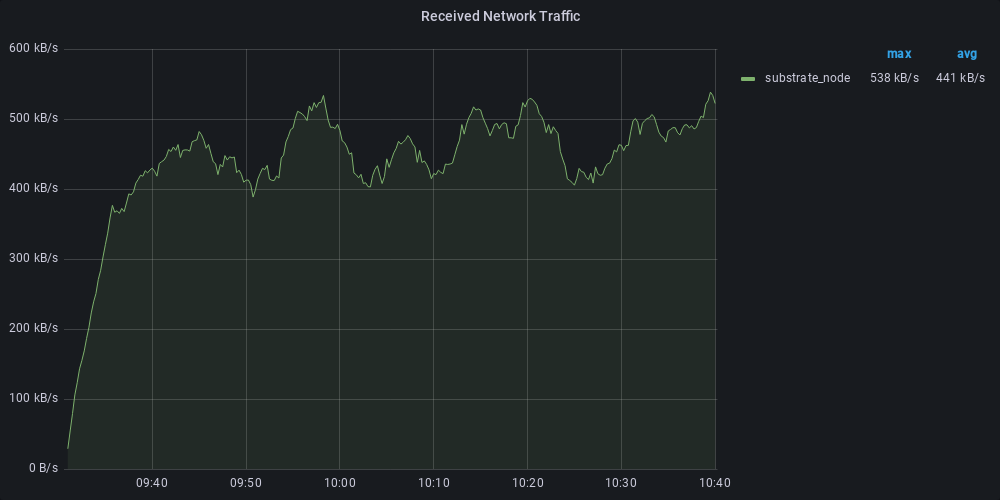 Received Network Traffic
600 kB/s
500 kB/s
400 kB/s
300 kB/s
200 kB/s
100 kB/s
0 B/s
09:40 09:50 10:00 10:10 10:20 10:30 10:40
max avg
substrate_node 538 kB/s 441 kB/s